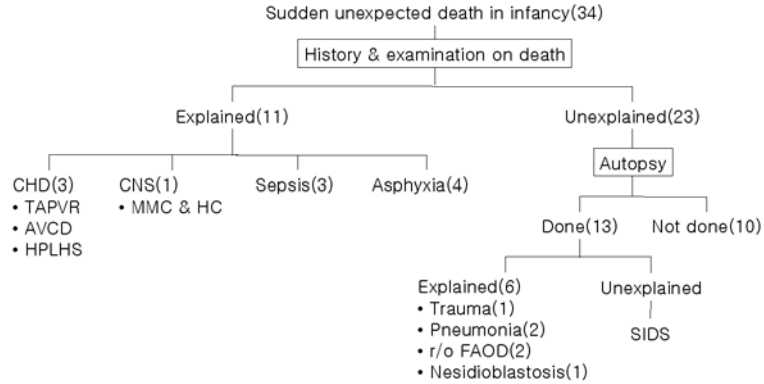 Sudden unexpected death in infancy(34)
History & examination on death
Explained(11)
Unexplained(23)
CHD(3)
• TAPVR
• AVCD
• HPLHS
CNS(1)
• MMC & HC
Sepsis(3)
Asphyxia(4)
Autopsy
Done(13)
Not done(10)
Explained(6)
• Trauma(1)
• Pneumonia(2)
• r/o FAOD(2)
• Nesidioblastosis(1)
Unexplained
SIDS